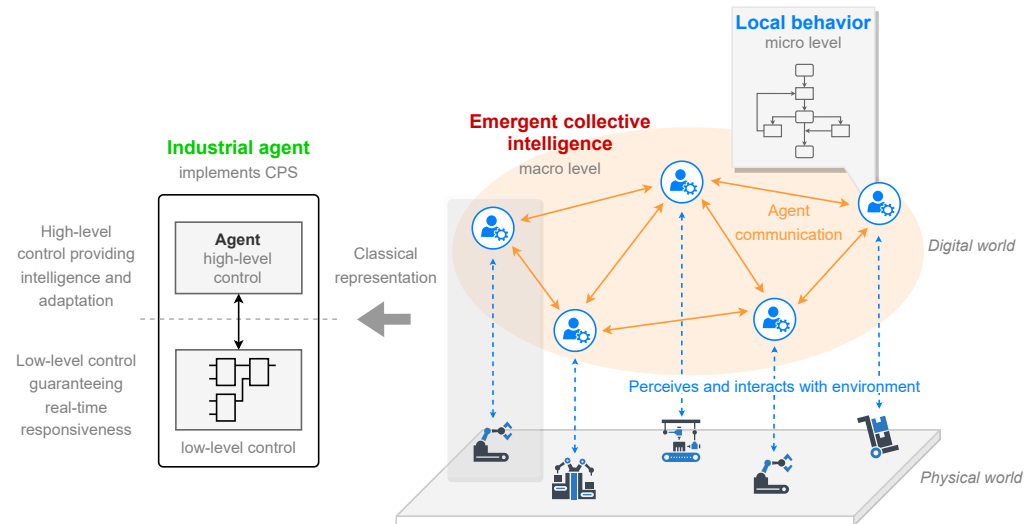 Industrial agent
implements CPS
High-level
control providing
intelligence and
adaptation
Agent
high-level
control
Low-level control
guaranteeing
real-time
responsiveness
low-level control
Classical
representation
Emergent collective
intelligence
macro level
Local behavior
micro level
Agent
communication
Digital world
Perceives and interacts with environment
Physical world